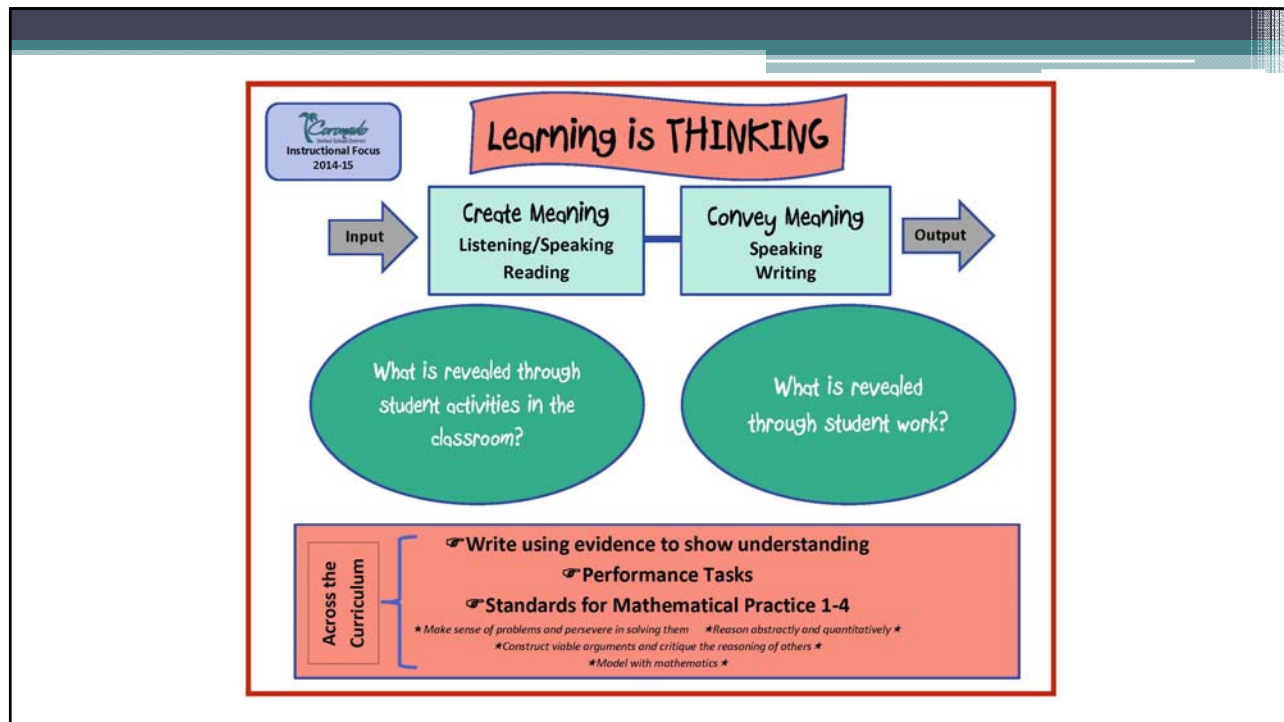 Coronado
Unified School District
Instructional Focus
2014-15
Learning is THINKING
Input
Create Meaning
Listening/Speaking
Reading
Convey Meaning
Speaking
Writing
Output
What is revealed through
student activities in the
classroom?
What is revealed
through student work?
Across the
Curriculum
☞Write using evidence to show understanding
☞Performance Tasks
☞Standards for Mathematical Practice 1-4
★Make sense of problems and persevere in solving them ★Reason abstractly and quantitatively★
★Construct viable arguments and critique the reasoning of others★
★Model with mathematics★